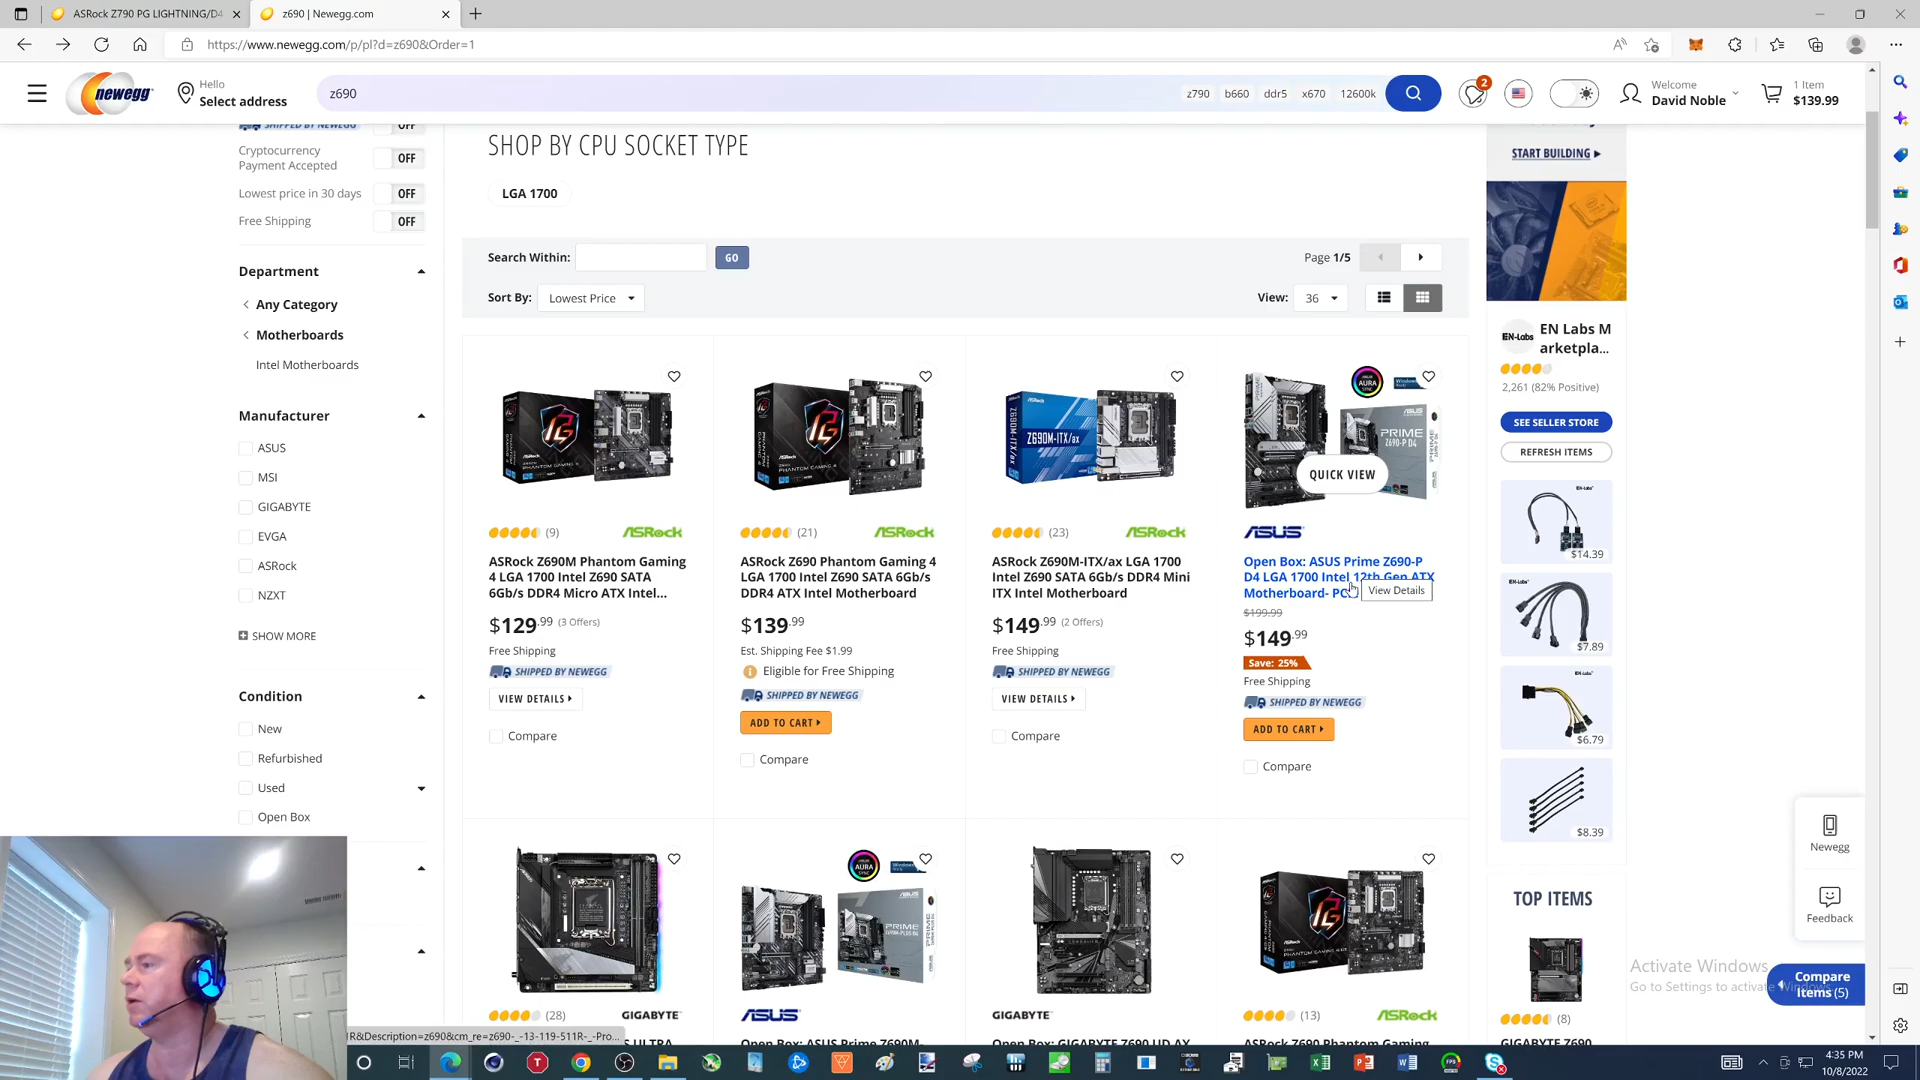 ASRock Z790 PG LIGHTNING/D4
z690 | Newegg.com
https://www.newegg.com/p/pl?d=z690&Order=1
newegg
Hello
Select address
z690
z790 b660 ddr5 x670 12600k
2
Welcome
David Noble
1 Item
$139.99
SHIPPED BY NEWEGG OFF
Cryptocurrency
Payment Accepted OFF
Lowest price in 30 days OFF
Free Shipping OFF
Department
Any Category
Motherboards
Intel Motherboards
Manufacturer
ASUS
MSI
GIGABYTE
EVGA
ASRock
NZXT
SHOW MORE
Condition
New
Refurbished
Used
Open Box
SHOP BY CPU SOCKET TYPE
LGA 1700
Search Within: GO
Page 1/5
Sort By: Lowest Price
View: 36
(9) ASRock
ASRock Z690M Phantom Gaming
4 LGA 1700 Intel Z690 SATA
6Gb/s DDR4 Micro ATX Intel...
$129.99 (3 Offers)
Free Shipping
SHIPPED BY NEWEGG
VIEW DETAILS
Compare
(21) ASRock
ASRock Z690 Phantom Gaming 4
LGA 1700 Intel Z690 SATA 6Gb/s
DDR4 ATX Intel Motherboard
$139.99
Est. Shipping Fee $1.99
Eligible for Free Shipping
SHIPPED BY NEWEGG
ADD TO CART
Compare
Z690M-ITX/ax
(23) ASRock
ASRock Z690M-ITX/ax LGA 1700
Intel Z690 SATA 6Gb/s DDR4 Mini
ITX Intel Motherboard
$149.99 (2 Offers)
Free Shipping
SHIPPED BY NEWEGG
VIEW DETAILS
Compare
AURA
PRIME
Z690-P D4
QUICK VIEW
ASUS
Open Box: ASUS Prime Z690-P
D4 LGA 1700 Intel 12th Gen ATX
Motherboard- PC
View Details
$199.99
$149.99
Save: 25%
Free Shipping
SHIPPED BY NEWEGG
ADD TO CART
Compare
(28) GIGABYTE
ULTRA
AURA
PRIME
ASUS
Open Box: ASUS Prime Z690M-
GIGABYTE
Open Box: GIGABYTE Z690 UD AX
(13) ASRock
ASRock Z690 Phantom Gaming
START BUILDING
EN-Labs
EN Labs M
arketpla...
2,261 (82% Positive)
SEE SELLER STORE
REFRESH ITEMS
$14.39
$7.89
$6.79
$8.39
TOP ITEMS
(8)
GIGABYTE Z690
Newegg
Feedback
Compare
Items (5)
Activate Windows
Go to Settings to activate Windows.
R&Description=z690&cm_re=z690-_-13-119-511R-_-Pro...
4:35 PM
10/8/2022